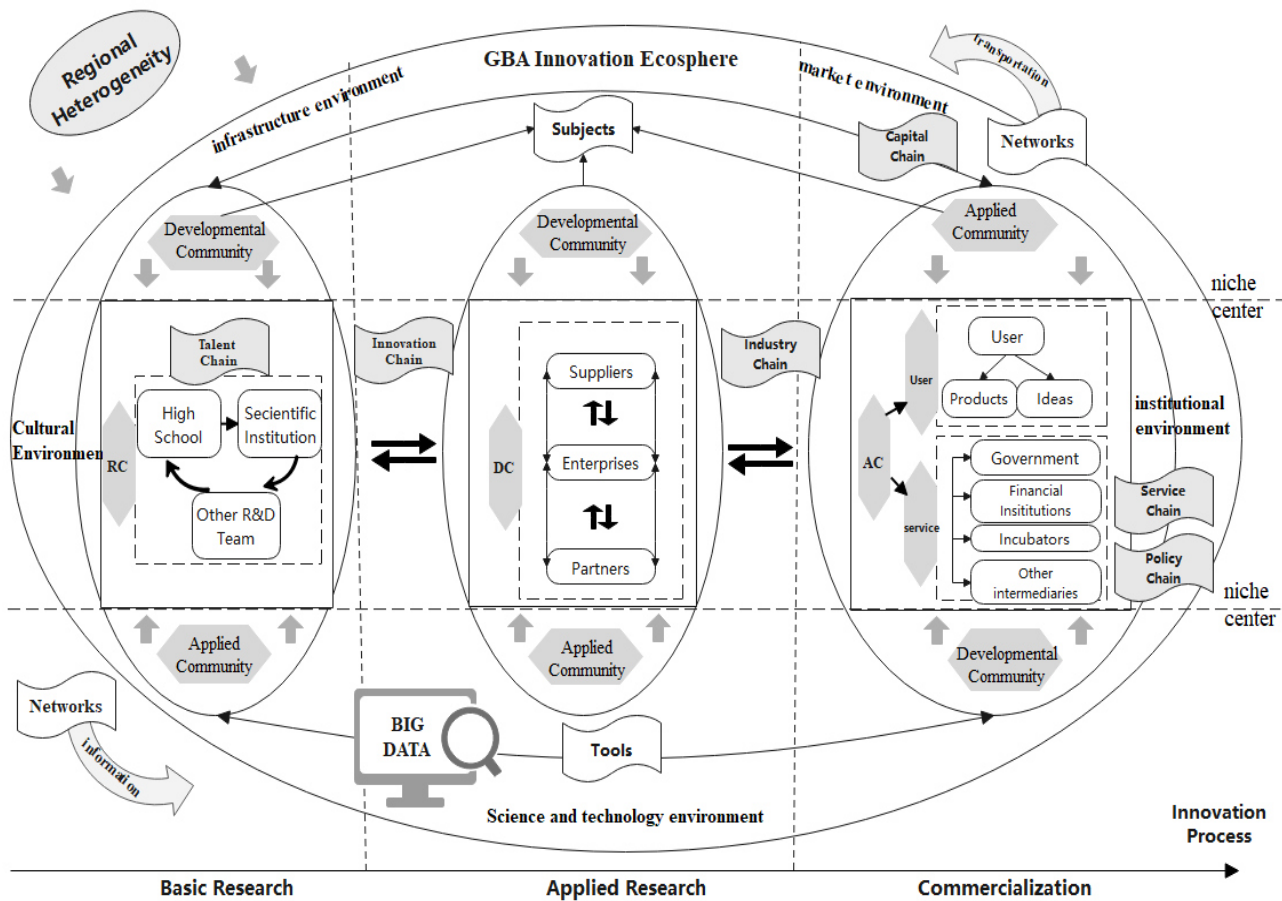 Regional
Heterogeneity
GBA Innovation Ecosphere
infrastructure environment
market environment
transportation
Networks
Subjects
Capital
Chain
Developmental
Community
Developmental
Community
Applied
Community
niche
center
Talent
Chain
Innovation
Chain
Industry
Chain
High
School
Secientific
Institution
Other R&D
Team
RC
Cultural
Environmen
Suppliers
Enterprises
Partners
DC
User
User
Products
Ideas
AC
service
Government
Financial
Insititutions
Incubators
Other
intermediaries
institutional
environment
Service
Chain
Policy
Chain
niche
center
Applied
Community
Applied
Community
Developmental
Community
Networks
information
BIG
DATA
Tools
Science and technology environment
Innovation
Process
Basic Research
Applied Research
Commercialization